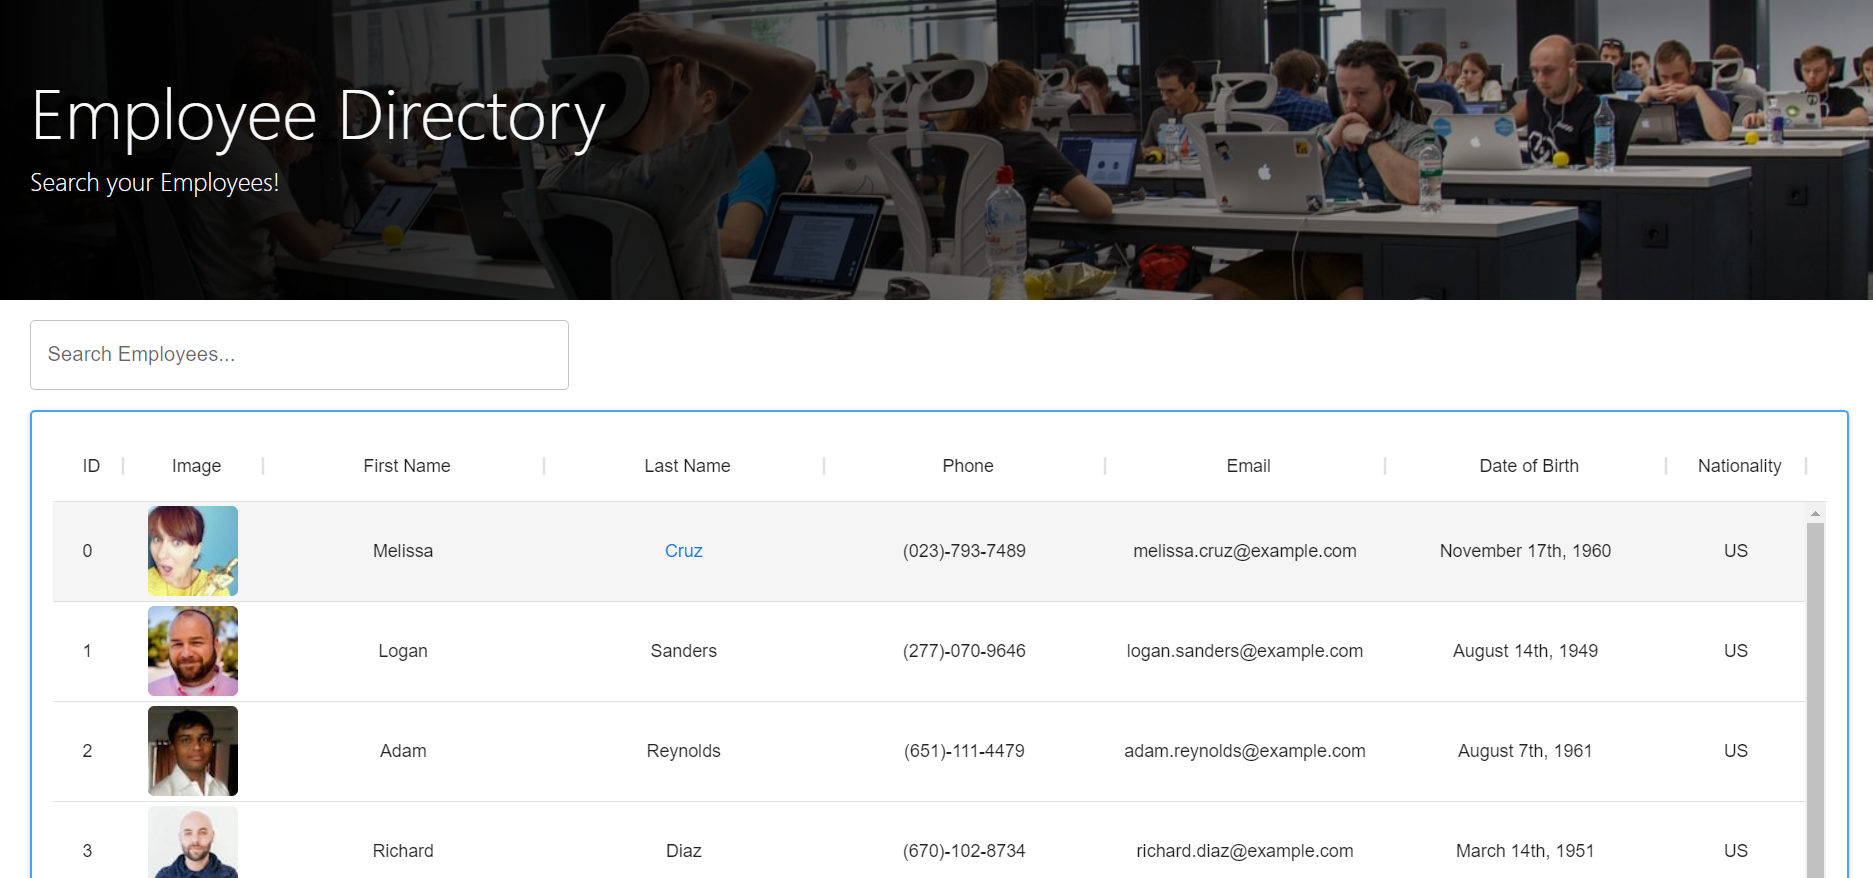 Employee Directory
Search your Employees!
Search Employees...
ID Image First Name Last Name Phone Email Date of Birth Nationality
0 Melissa Cruz (023)-793-7489 melissa.cruz@example.com November 17th, 1960 US
1 Logan Sanders (277)-070-9646 logan.sanders@example.com August 14th, 1949 US
2 Adam Reynolds (651)-111-4479 adam.reynolds@example.com August 7th, 1961 US
3 Richard Diaz (670)-102-8734 richard.diaz@example.com March 14th, 1951 US